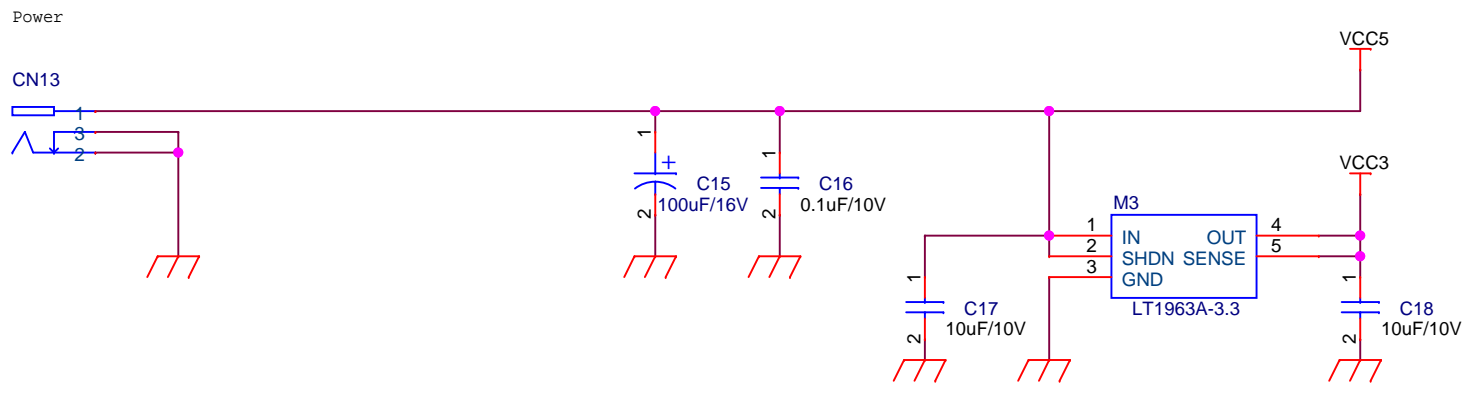 Power
VCC5
CN13
1
3
2
1
+
C15
100uF/16V
2
1
C16
0.1uF/10V
2
VCC3
M3
1 IN OUT 4
2 SHDN SENSE 5
3 GND
LT1963A-3.3
1
C17
10uF/10V
2
1
C18
10uF/10V
2